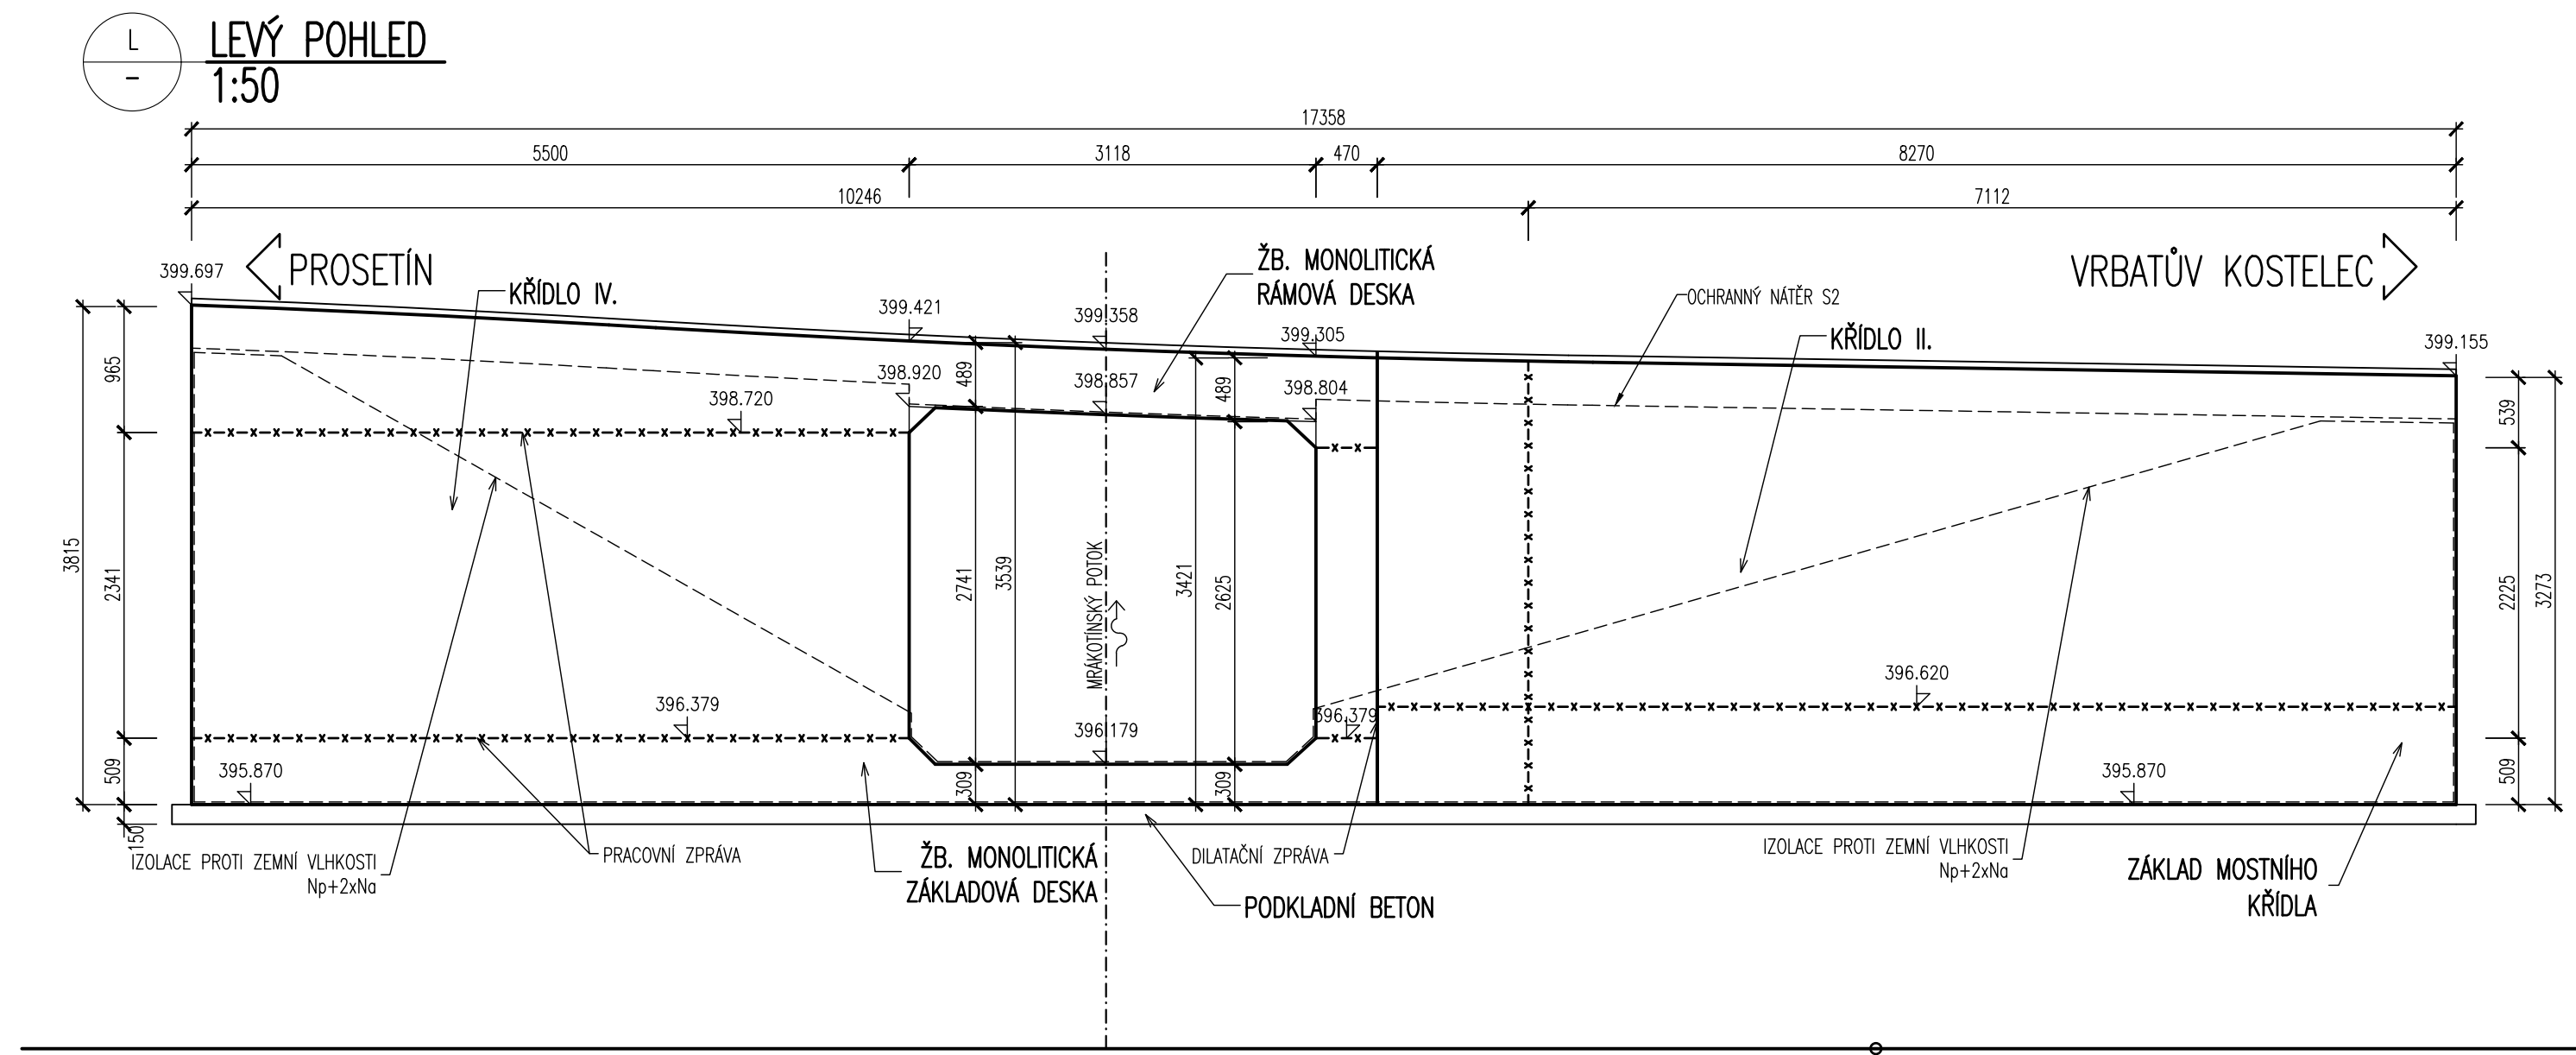 L
-
LEVÝ POHLED
1:50
17358
5500
3118
470
8270
10246
7112
PROSETÍN
VRBATŮV KOSTELEC
399.697
KŘÍDLO IV.
399.421
399.358
399.305
ŽB. MONOLITICKÁ
RÁMOVÁ DESKA
OCHRANNÝ NÁTĚR S2
KŘÍDLO II.
399.155
965
398.920
489
398.857
489
398.804
539
398.720
3815
2341
2741
3539
MRÁKOTÍNSKÝ POTOK
3421
2625
2225
3273
396.379
396.179
396.379
396.620
509
395.870
309
309
395.870
509
150
IZOLACE PROTI ZEMNÍ VLHKOSTI
Np+2xNa
PRACOVNÍ ZPRÁVA
ŽB. MONOLITICKÁ
ZÁKLADOVÁ DESKA
DILATAČNÍ ZPRÁVA
PODKLADNÍ BETON
IZOLACE PROTI ZEMNÍ VLHKOSTI
Np+2xNa
ZÁKLAD MOSTNÍHO
KŘÍDLA